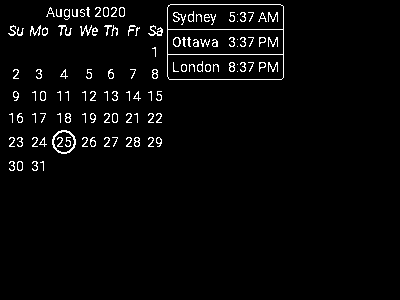 August 2020
Su Mo Tu We Th Fr Sa
1
2 3 4 5 6 7 8
9 10 11 12 13 14 15
16 17 18 19 20 21 22
23 24 25 26 27 28 29
30 31
Sydney 5:37 AM
Ottawa 3:37 PM
London 8:37 PM